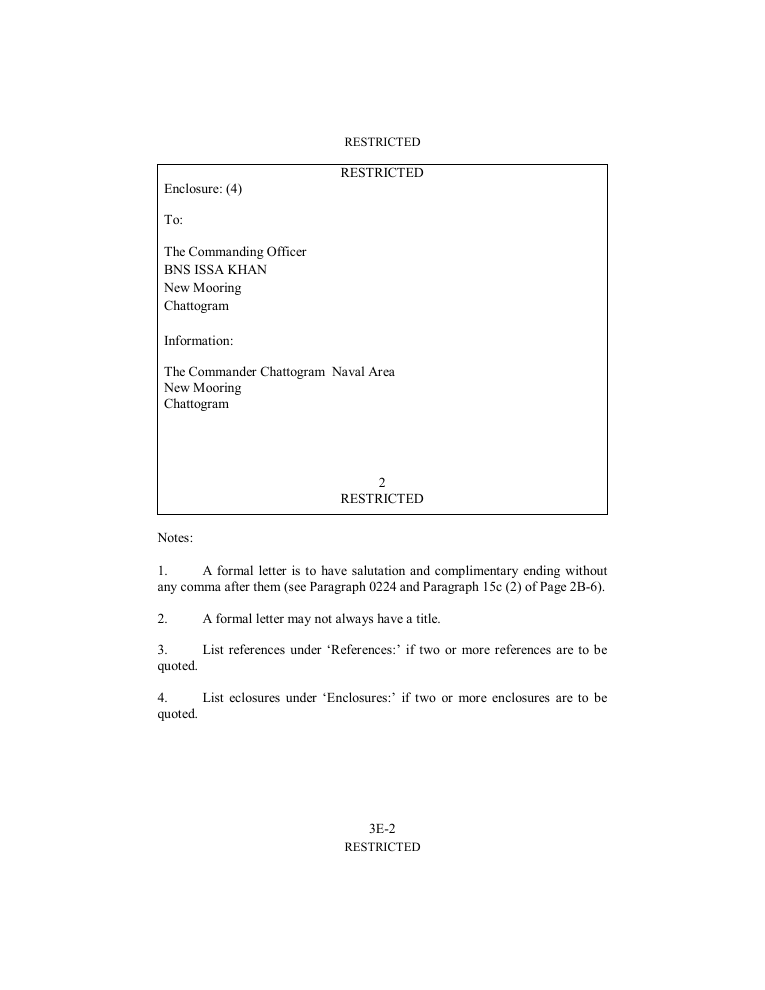 RESTRICTED
RESTRICTED
Enclosure: (4)
To:
The Commanding Officer
BNS ISSA KHAN
New Mooring
Chattogram
Information:
The Commander Chattogram  Naval Area
New Mooring
Chattogram
2
RESTRICTED
Notes:
1. A formal letter is to have salutation and complimentary ending without
any comma after them (see Paragraph 0224 and Paragraph 15c (2) of Page 2B-6).
2. A formal letter may not always have a title.
3. List references under ‘References:’ if two or more references are to be
quoted.
4. List eclosures under ‘Enclosures:’ if two or more enclosures are to be
quoted.
3E-2
RESTRICTED